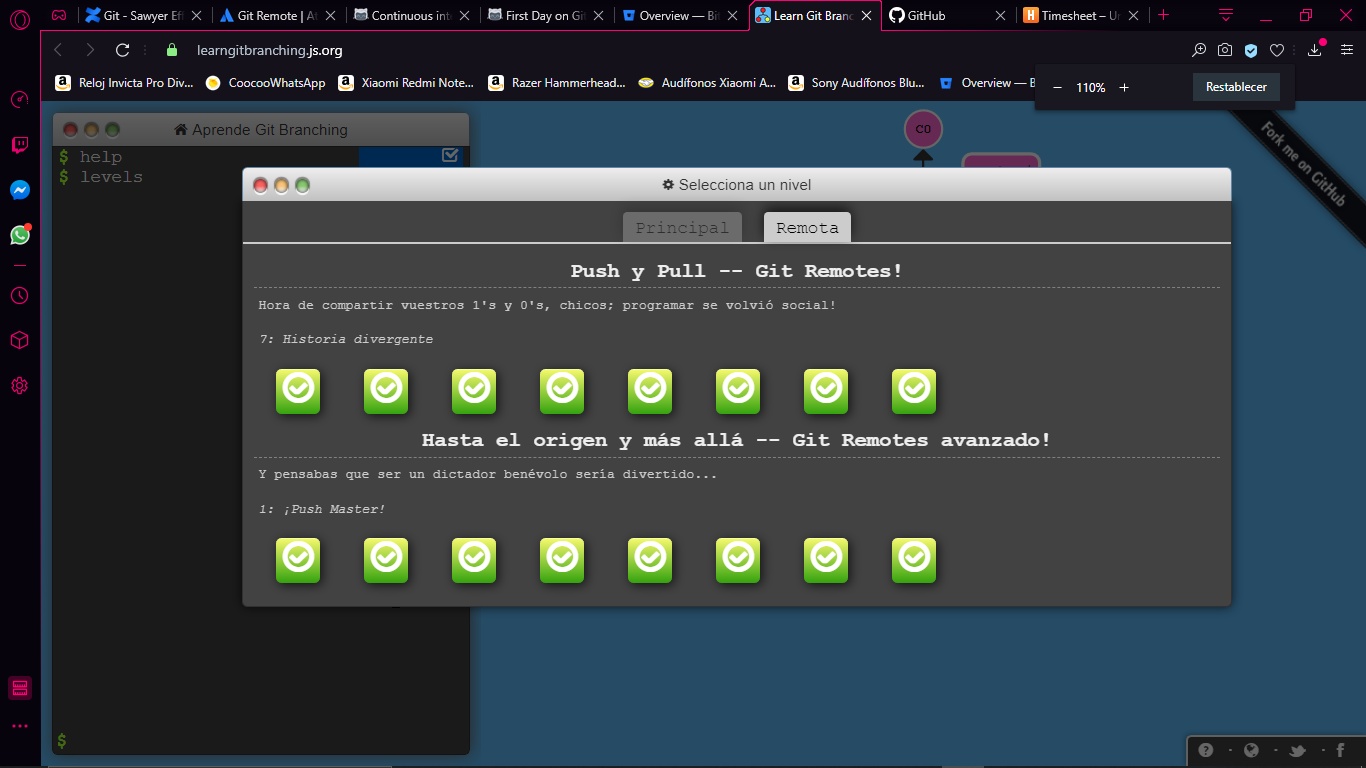 Git - Sawyer Ef
Git Remote | At
Continuous int
First Day on Git
Overview — Bit
Learn Git Branc
GitHub
Timesheet – Un
learngitbranching.js.org
Reloj Invicta Pro Div...
CoocooWhatsApp
Xiaomi Redmi Note...
Razer Hammerhead...
Audífonos Xiaomi A...
Sony Audífonos Blu...
Overview — B
− 110% +
Restablecer
Aprende Git Branching
C0
Fork me on GitHub
$ help
$ levels
Selecciona un nivel
Principal
Remota
Push y Pull -- Git Remotes!
Hora de compartir vuestros 1's y 0's, chicos; programar se volvió social!
7: Historia divergente
Hasta el origen y más allá -- Git Remotes avanzado!
Y pensabas que ser un dictador benévolo sería divertido...
1: ¡Push Master!
$